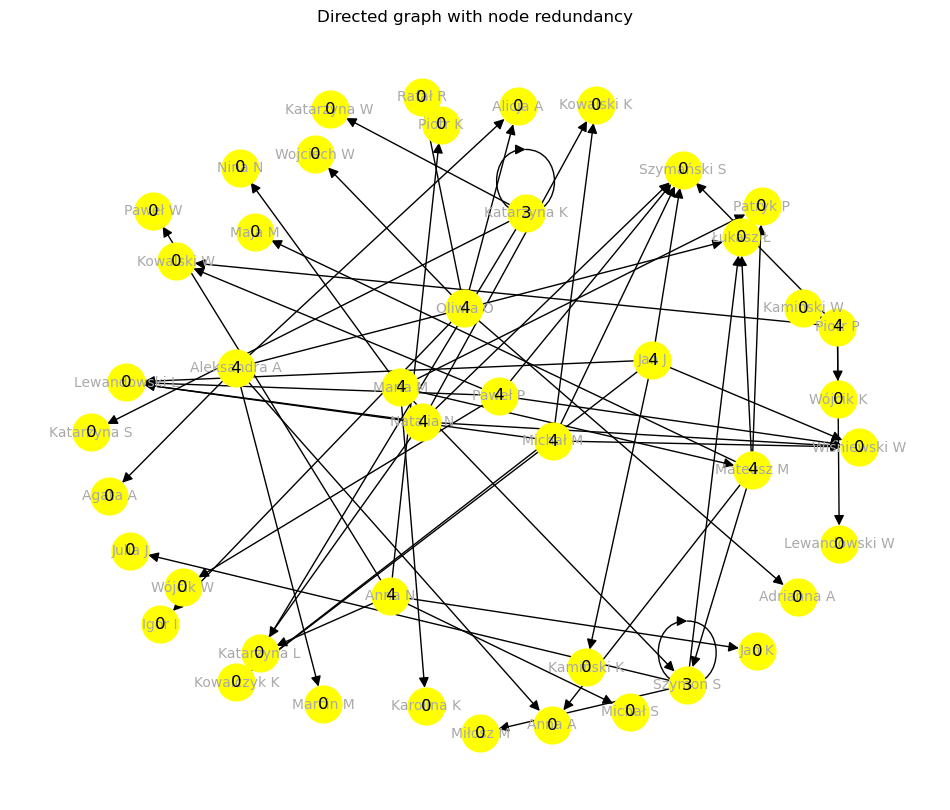 Directed graph with node redundancy
Rafał R
0
Katarzyna W
0
Alicja A
0
Kowalski K
0
Piotr K
0
Wojciech W
0
Nina N
0
Szymański S
0
Paweł W
0
Patryk P
0
Katarzyna K
3
Maja M
0
Łukasz Ł
0
Kowalski W
0
Oliwia O
4
Kamiński W
0
Piotr P
4
Jan J
4
Aleksandra A
4
Lewandowski L
0
Maria M
4
Paweł P
4
Wójcik K
0
Natalia N
4
Katarzyna S
0
Michał M
4
Wiśniewski W
0
Mateusz M
4
Agata A
0
Lewandowski W
0
Julia J
0
Wójcik W
0
Anna N
4
Adrianna A
0
Igor I
0
Katarzyna L
0
Jan K
0
Kamiński K
0
Kowalczyk K
0
Szymon S
3
Marcin M
0
Karolina K
0
Michał S
0
Anna A
0
Miłosz M
0